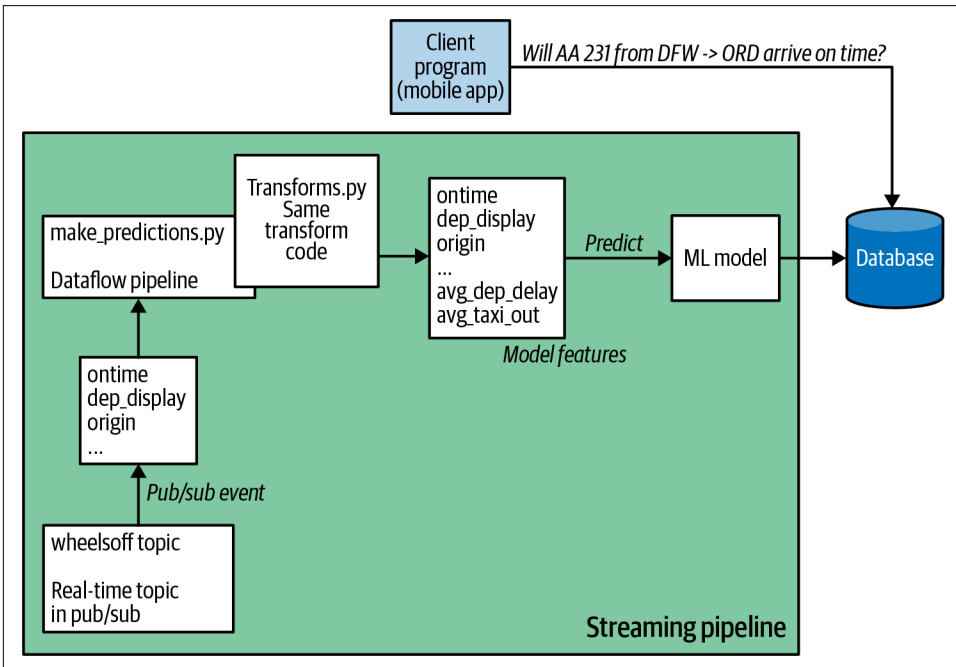 Client
program
(mobile app)
Will AA 231 from DFW -> ORD arrive on time?
Transforms.py
Same
transform
code
make_predictions.py
Dataflow pipeline
ontime
dep_display
origin
...
avg_dep_delay
avg_taxi_out
Model features
Predict
ML model
Database
ontime
dep_display
origin
...
Pub/sub event
wheelsoff topic
Real-time topic
in pub/sub
Streaming pipeline